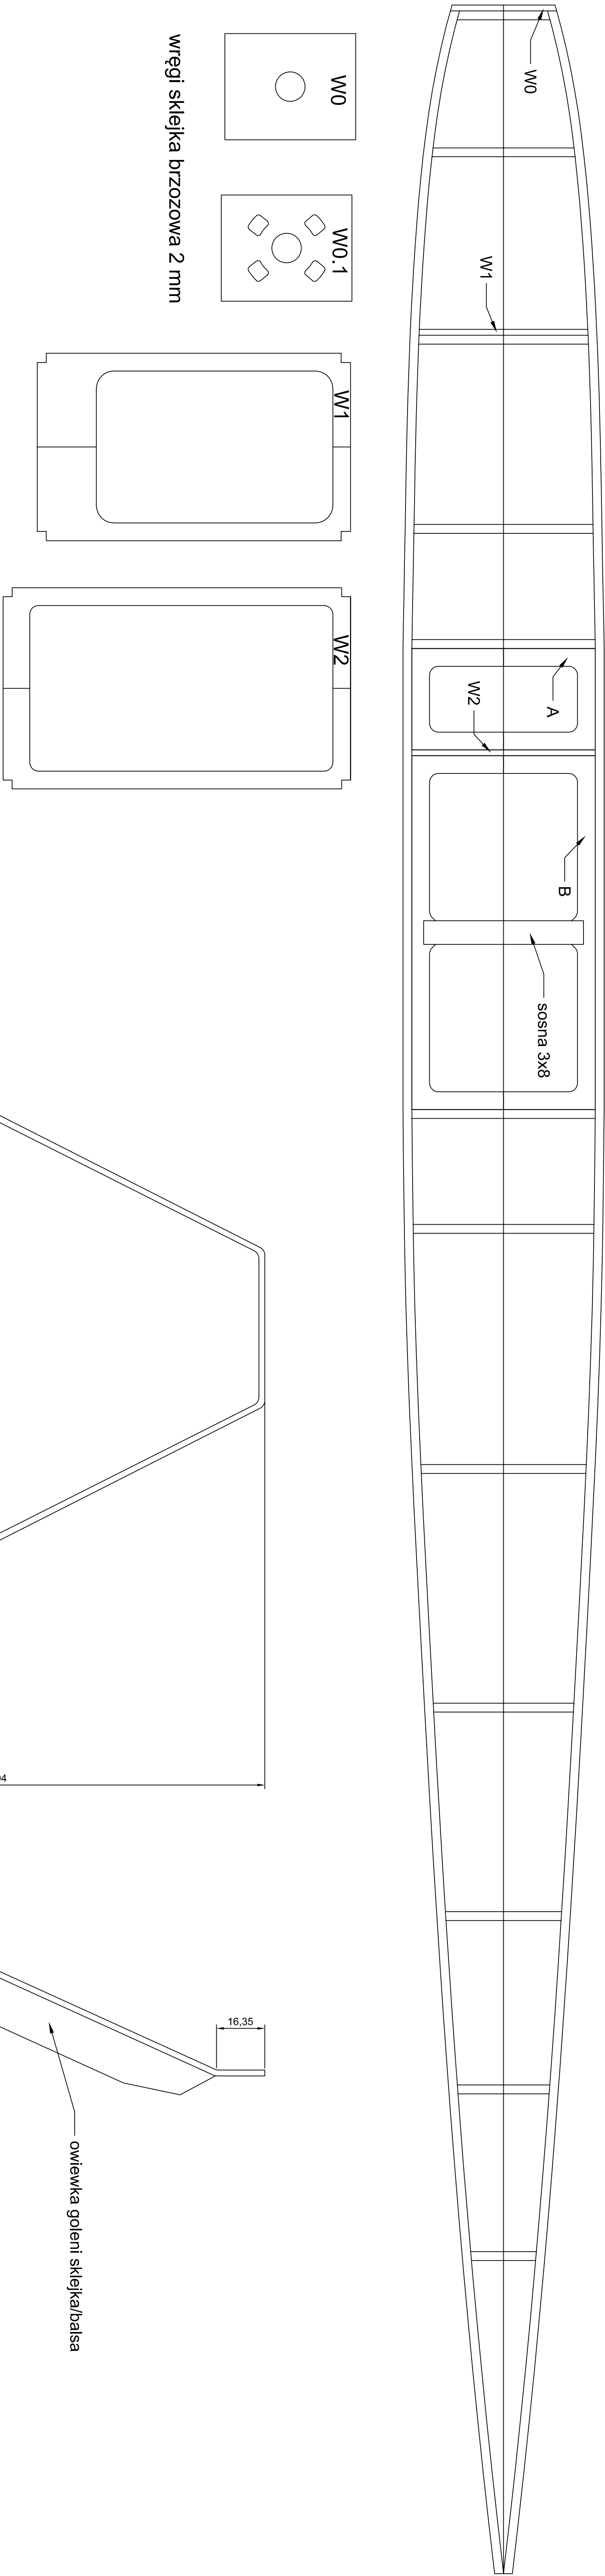 W0
W1
A
W2
B
sosna 3x8
W0
W0.1
W1
W2
wręgi sklejka brzozowa 2 mm
16,35
owiewka goleni sklejka/balsa